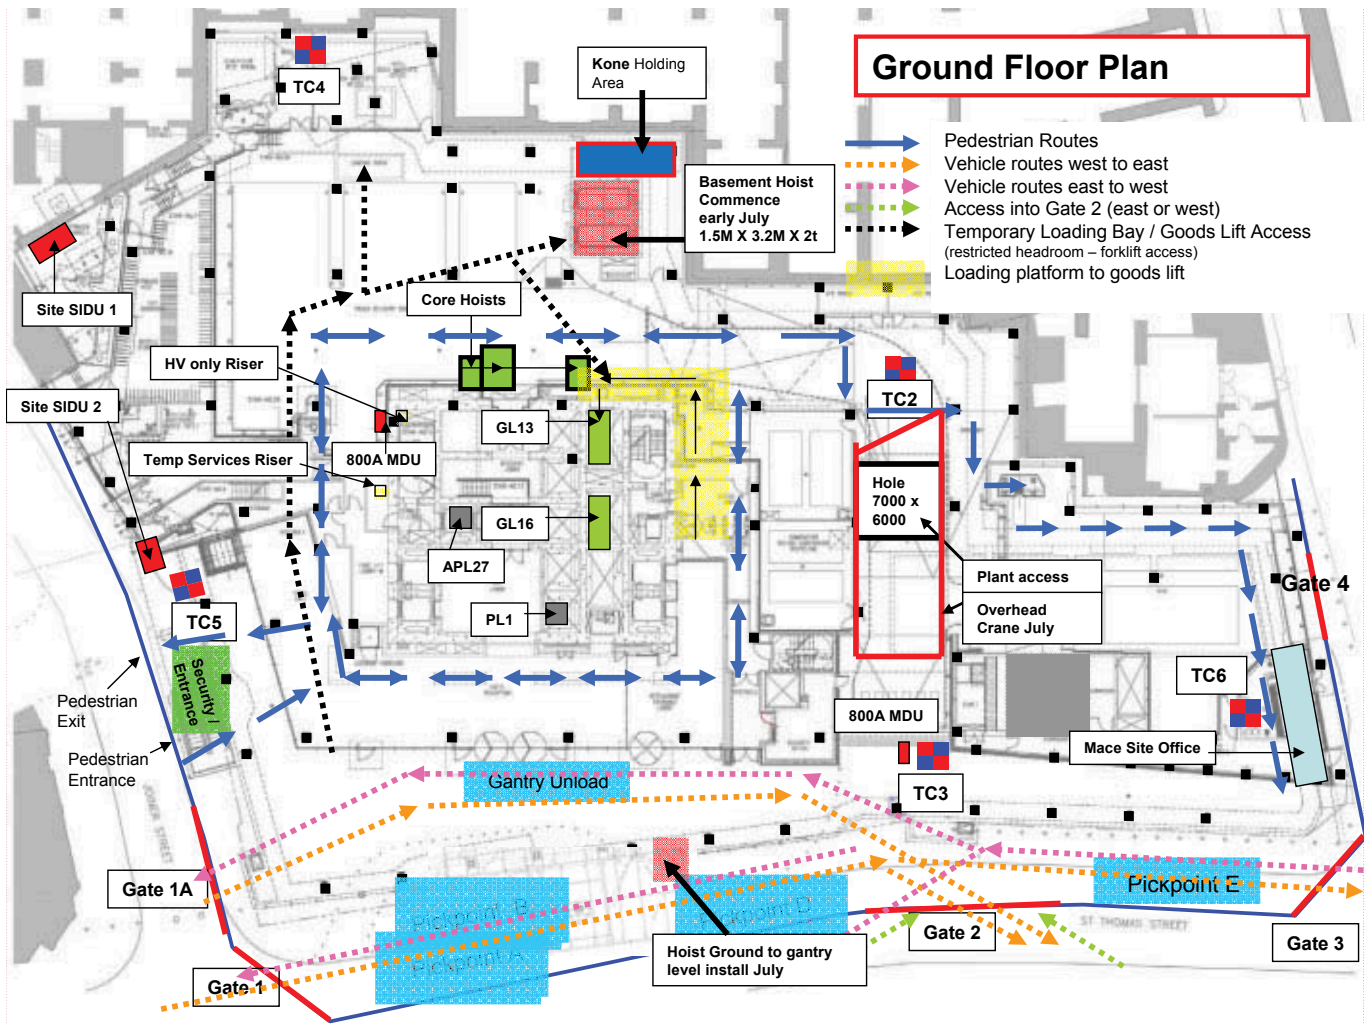 Ground Floor Plan
Kone Holding
Area
TC4
Pedestrian Routes
Vehicle routes west to east
Vehicle routes east to west
Access into Gate 2 (east or west)
Temporary Loading Bay / Goods Lift Access
(restricted headroom – forklift access)
Loading platform to goods lift
Basement Hoist
Commence
early July
1.5M X 3.2M X 2t
Site SIDU 1
Core Hoists
HV only Riser
Site SIDU 2
TC2
GL13
Temp Services Riser
800A MDU
Hole
7000 x
6000
GL16
APL27
Plant access
Gate 4
Overhead
Crane July
PL1
TC5
Security /
Entrance
TC6
Pedestrian
Exit
800A MDU
Mace Site Office
Pedestrian
Entrance
Gantry Unload
TC3
Gate 1A
Pickpoint E
ST THOMAS STREET
Gate 2
Gate 3
Hoist Ground to gantry
level install July
Pickpoint A
Gate 1